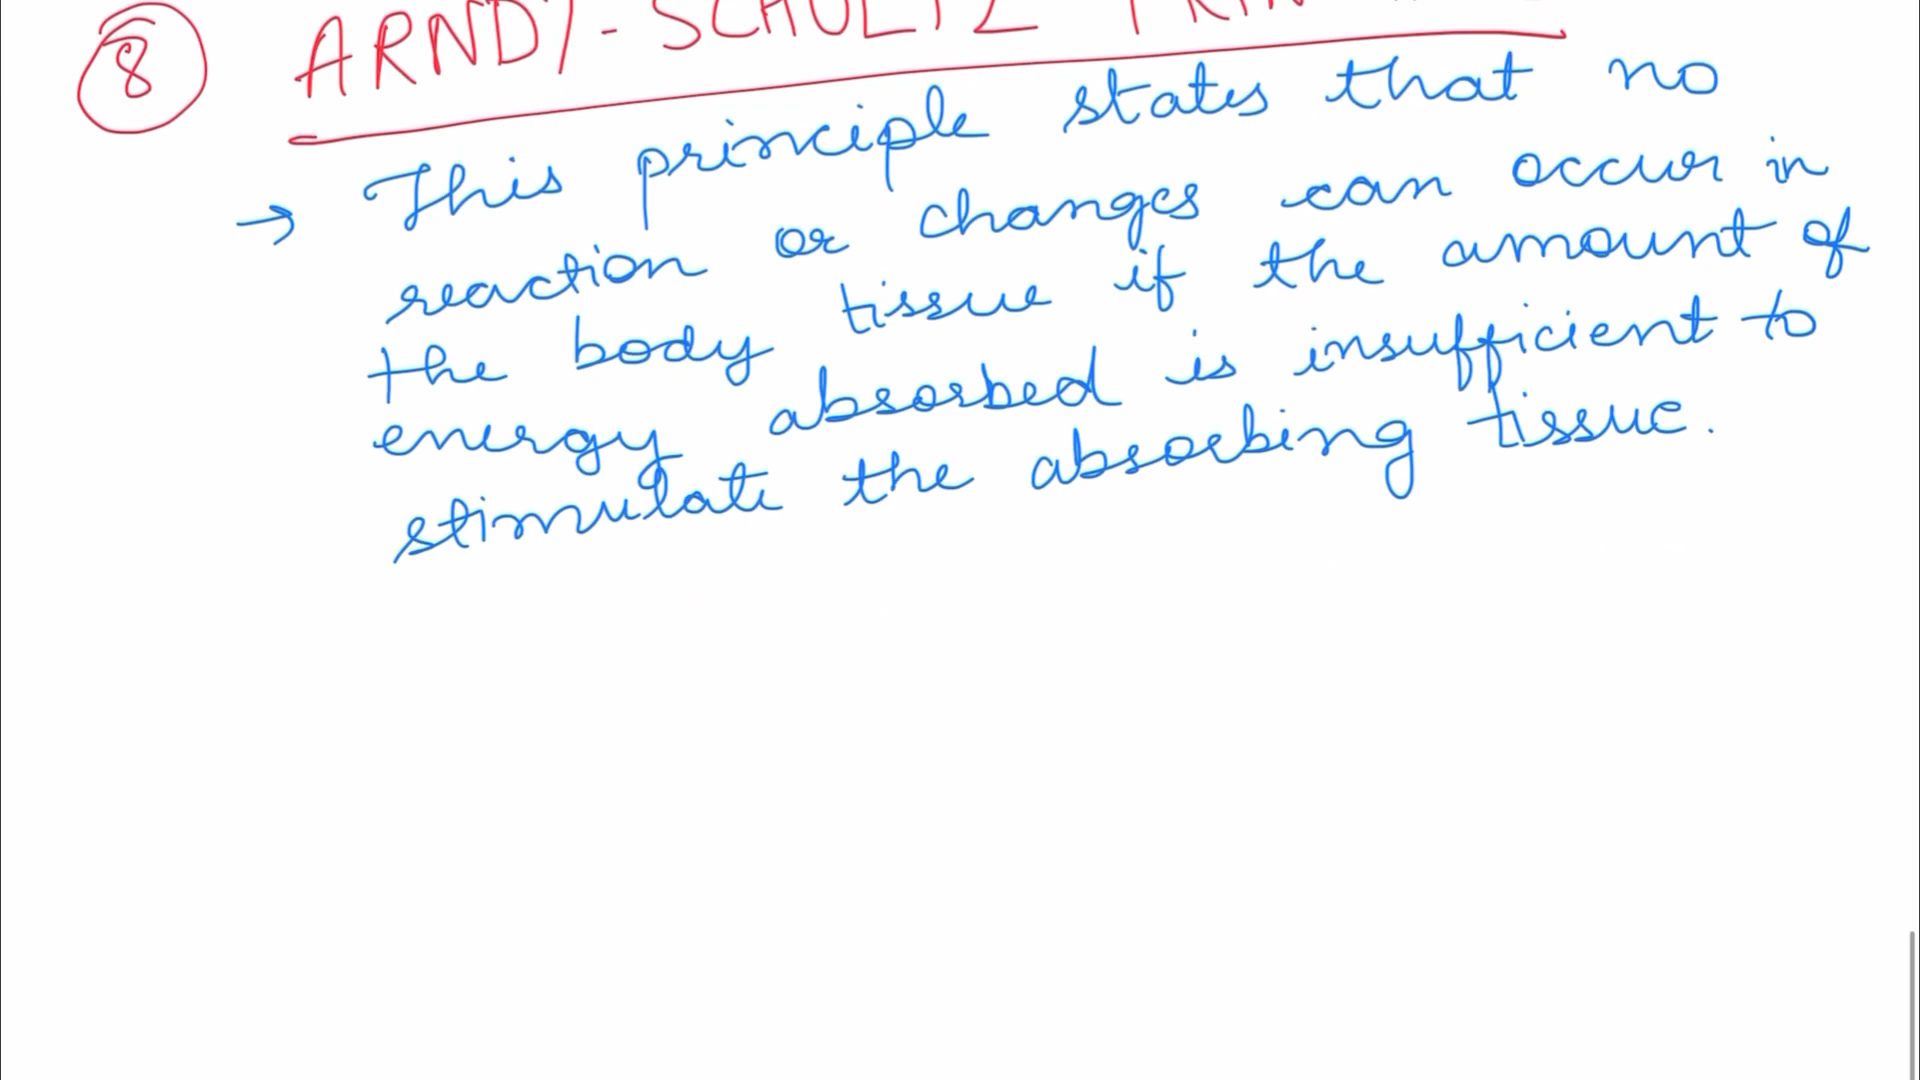 8 ARNDT-SCHULTZ PRIN
→ This principle states that no
reaction or changes can occur in
the body tissue if the amount of
energy absorbed is insufficient to
stimulate the absorbing tissue.